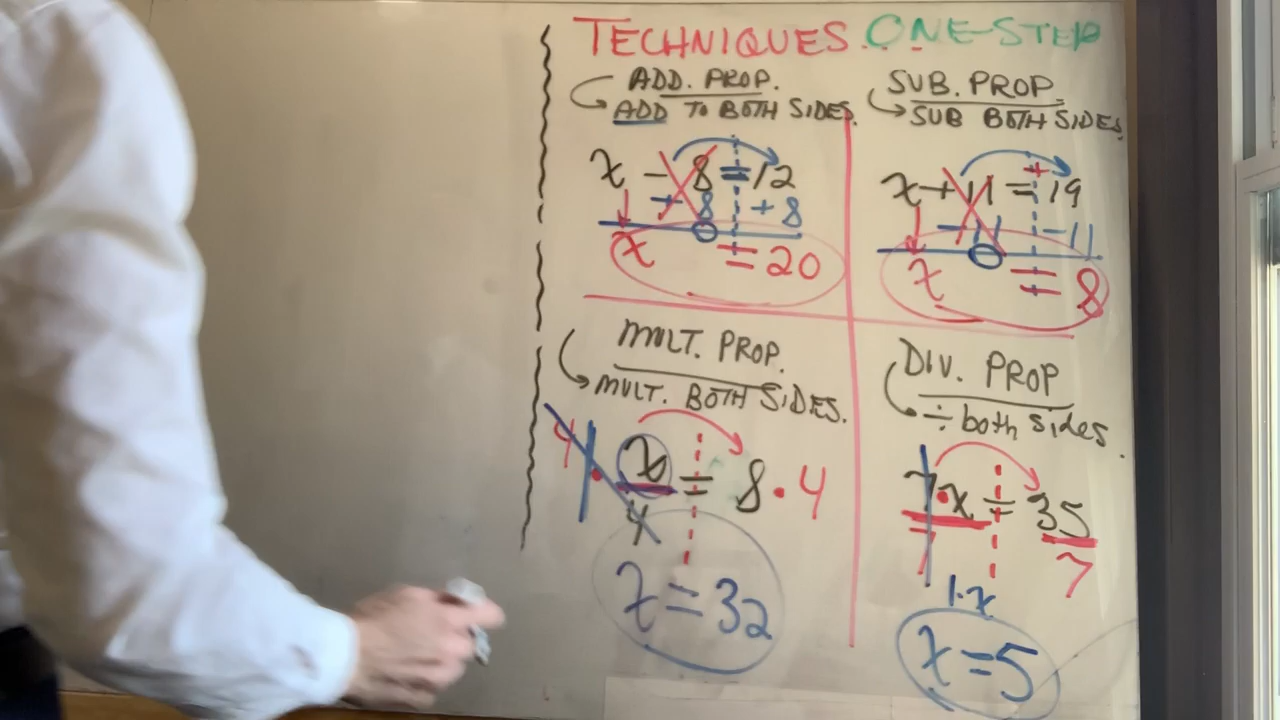 TECHNIQUES ONE-STEP
ADD. PROP.
ADD TO BOTH SIDES.
x - 8 = 12
+ 8 + 8
x = 20
SUB. PROP.
SUB BOTH SIDES
x + 11 = 19
- 11 - 11
x = 8
MULT. PROP.
MULT. BOTH SIDES.
4 · x = 8 · 4
4
x = 32
DIV. PROP
÷ both sides.
7 · x = 35
7 7
1·x
x = 5